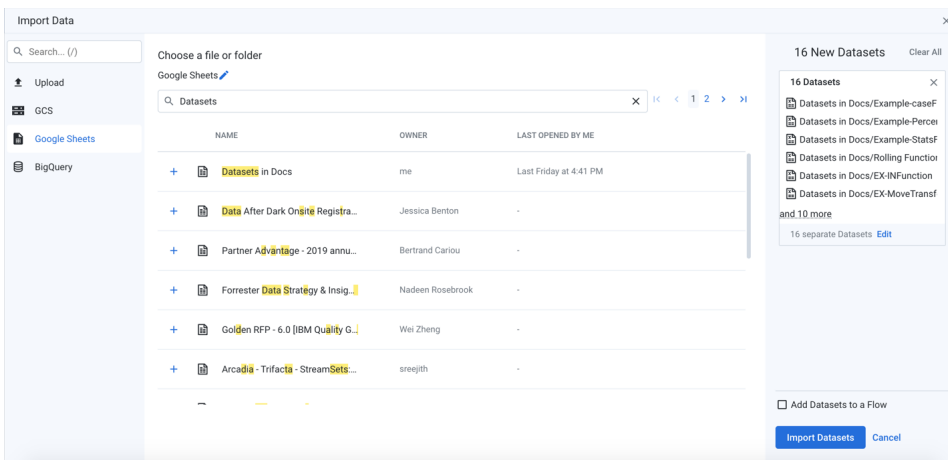 Import Data
Search... (/)
Upload
GCS
Google Sheets
BigQuery
Choose a file or folder
Google Sheets
Datasets
1 2
NAME OWNER LAST OPENED BY ME
Datasets in Docs me Last Friday at 4:41 PM
Data After Dark Onsite Registra... Jessica Benton -
Partner Advantage - 2019 annu... Bertrand Cariou -
Forrester Data Strategy & Insig... Nadeen Rosebrook -
Golden RFP - 6.0 [IBM Quality G... Wei Zheng -
Arcadia - Trifacta - StreamSets:... sreejith -
16 New Datasets Clear All
16 Datasets
Datasets in Docs/Example-caseF
Datasets in Docs/Example-Percei
Datasets in Docs/Example-StatsF
Datasets in Docs/Rolling Function
Datasets in Docs/EX-INFunction
Datasets in Docs/EX-MoveTransf
and 10 more
16 separate Datasets Edit
Add Datasets to a Flow
Import Datasets Cancel